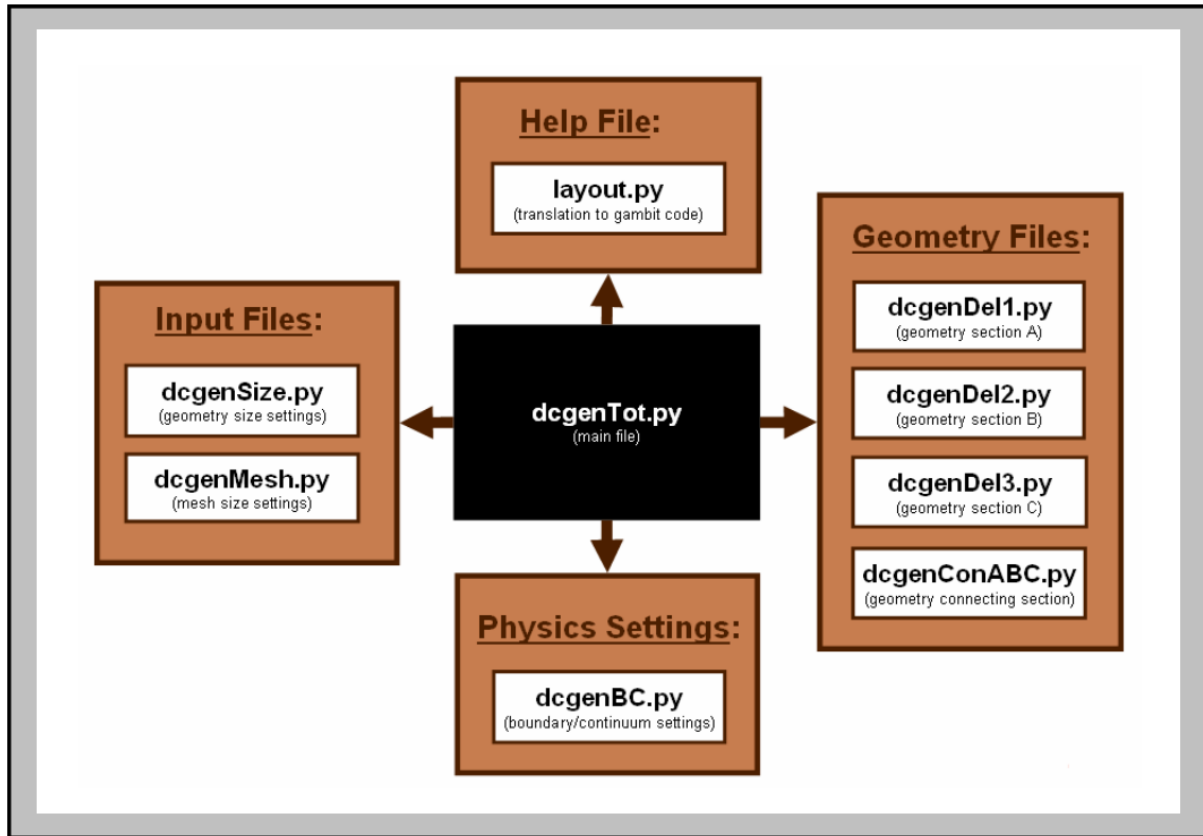 Help File:
layout.py
(translation to gambit code)
Geometry Files:
dcgenDel1.py
(geometry section A)
dcgenDel2.py
(geometry section B)
dcgenDel3.py
(geometry section C)
dcgenConABC.py
(geometry connecting section)
Input Files:
dcgenSize.py
(geometry size settings)
dcgenMesh.py
(mesh size settings)
dcgenTot.py
(main file)
Physics Settings:
dcgenBC.py
(boundary/continuum settings)